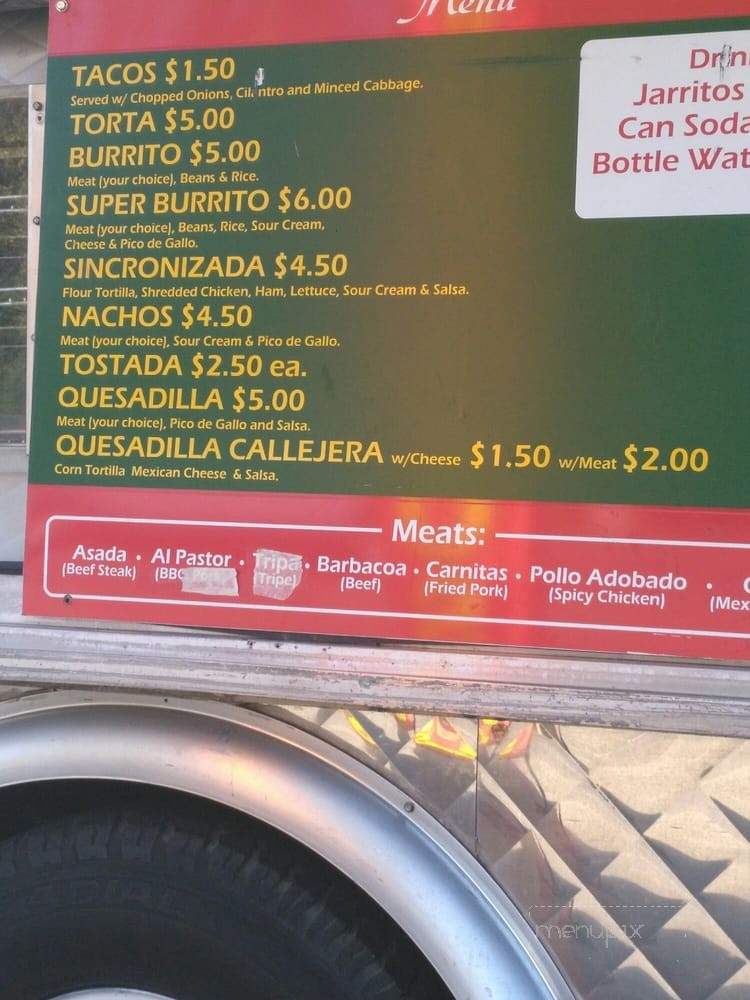 Menu
TACOS $1.50
Served w/ Chopped Onions, Cilantro and Minced Cabbage.
TORTA $5.00
BURRITO $5.00
Meat (your choice), Beans & Rice.
SUPER BURRITO $6.00
Meat (your choice), Beans, Rice, Sour Cream,
Cheese & Pico de Gallo.
SINCRONIZADA $4.50
Flour Tortilla, Shredded Chicken, Ham, Lettuce, Sour Cream & Salsa.
NACHOS $4.50
Meat (your choice), Sour Cream & Pico de Gallo.
TOSTADA $2.50 ea.
QUESADILLA $5.00
Meat (your choice), Pico de Gallo and Salsa.
QUESADILLA CALLEJERA w/Cheese $1.50 w/Meat $2.00
Corn Tortilla Mexican Cheese & Salsa.
Drin
Jarritos
Can Soda
Bottle Wat
Meats:
Asada · Al Pastor · Tripa · Barbacoa · Carnitas · Pollo Adobado ·
(Beef Steak) (BBQ (Tripe) (Beef) (Fried Pork) (Spicy Chicken) (Mex
menupix